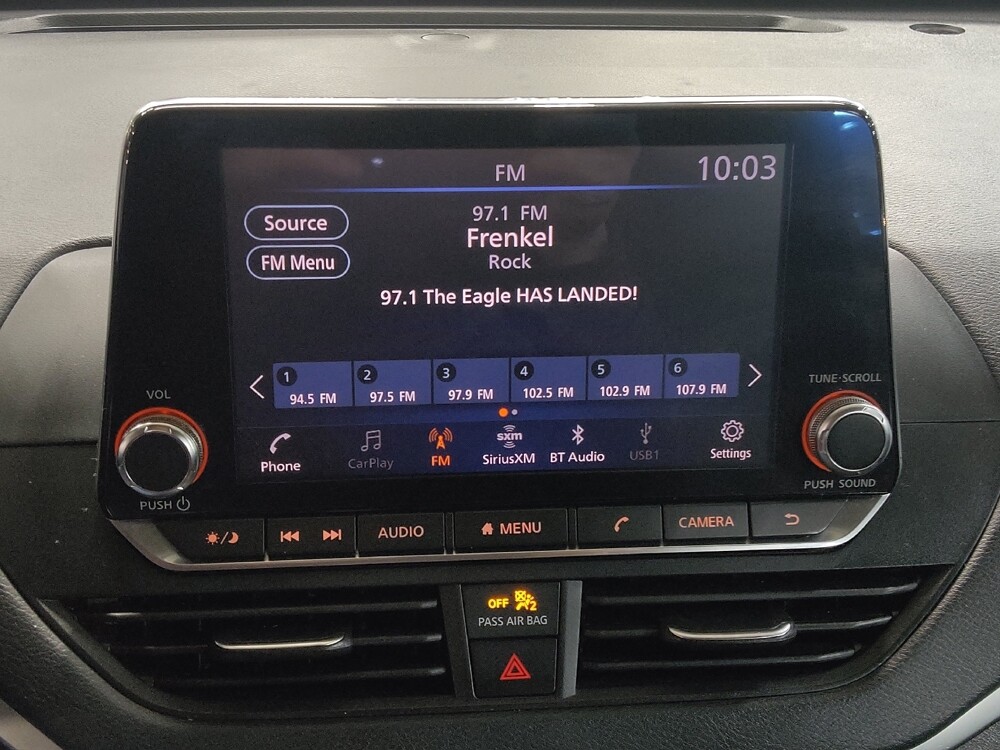 FM
10:03
Source
FM Menu
97.1 FM
Frenkel
Rock
97.1 The Eagle HAS LANDED!
1
94.5 FM
2
97.5 FM
3
97.9 FM
4
102.5 FM
5
102.9 FM
6
107.9 FM
VOL
TUNE·SCROLL
Phone
CarPlay
FM
sxm
SiriusXM
BT Audio
USB1
Settings
PUSH
PUSH SOUND
AUDIO
MENU
CAMERA
OFF
2
PASS AIR BAG